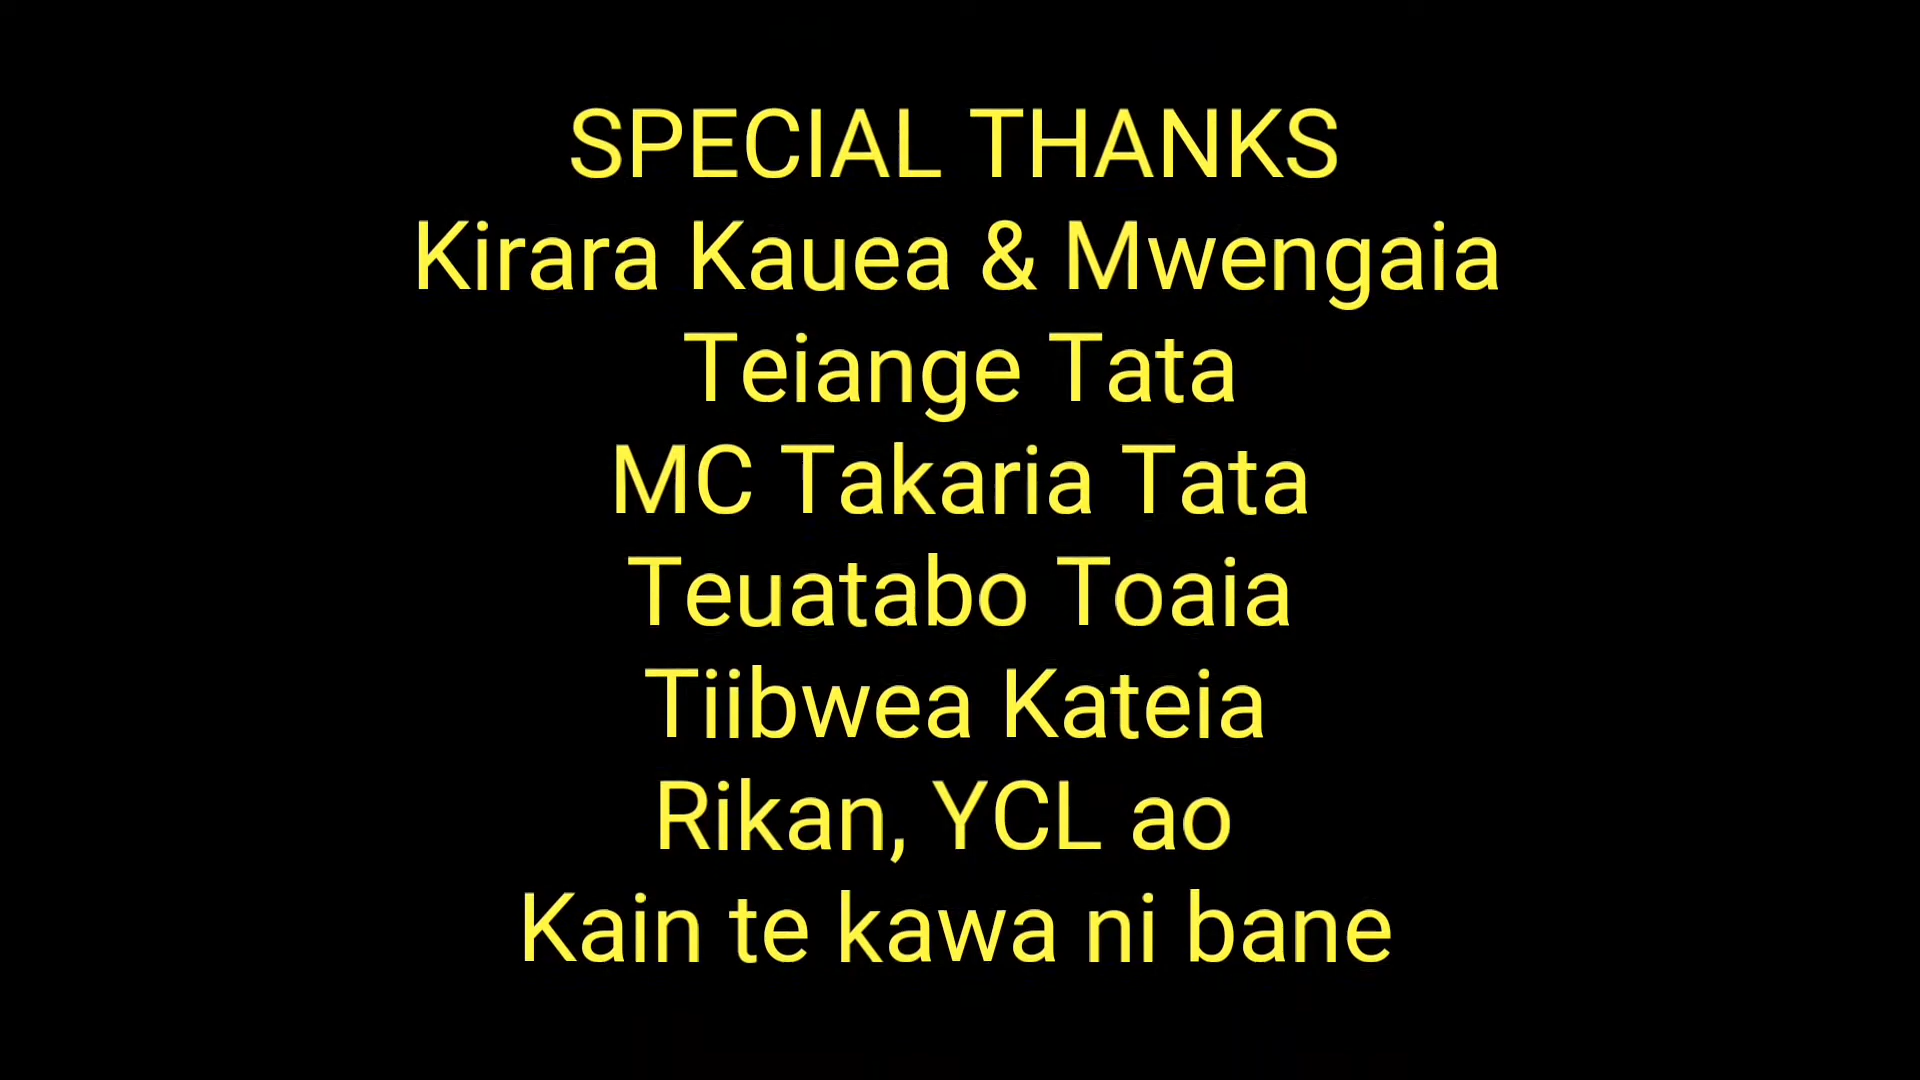 SPECIAL THANKS
Kirara Kauea & Mwengaia
Teiange Tata
MC Takaria Tata
Teuatabo Toaia
Tiibwea Kateia
Rikan, YCL ao
Kain te kawa ni bane